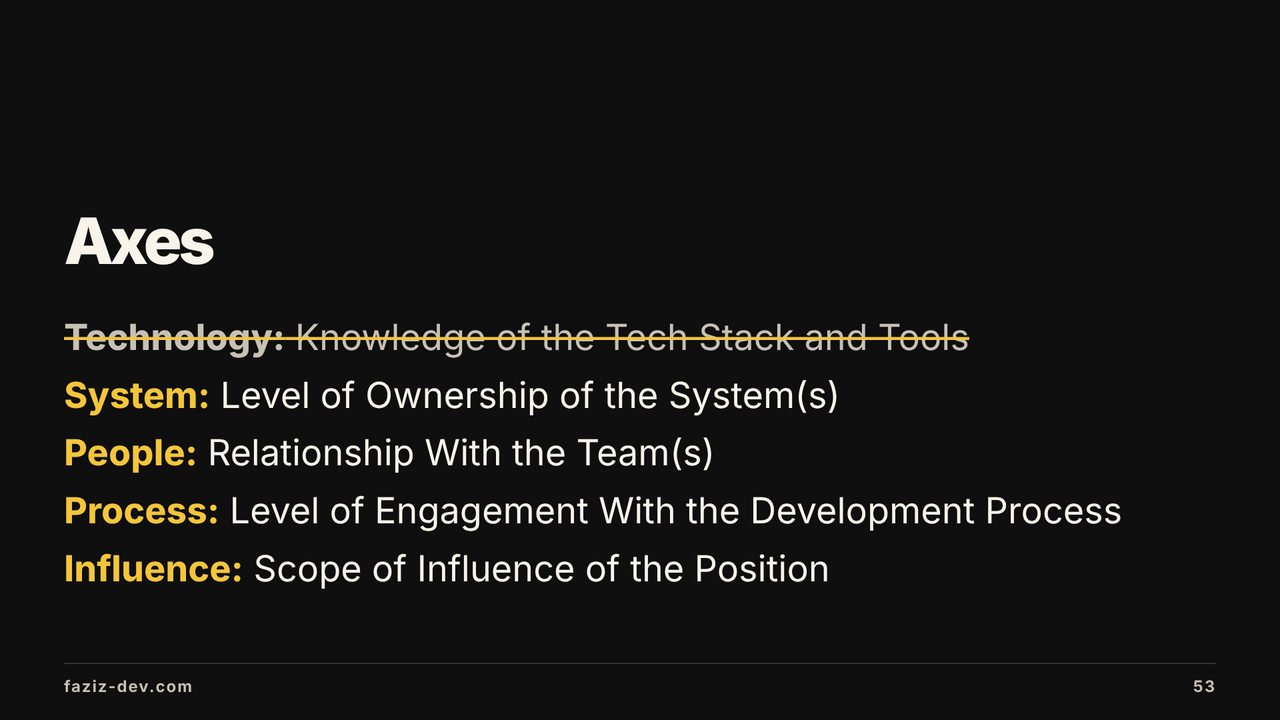 Axes
Technology: Knowledge of the Tech Stack and Tools
System: Level of Ownership of the System(s)
People: Relationship With the Team(s)
Process: Level of Engagement With the Development Process
Influence: Scope of Influence of the Position
faziz-dev.com
53